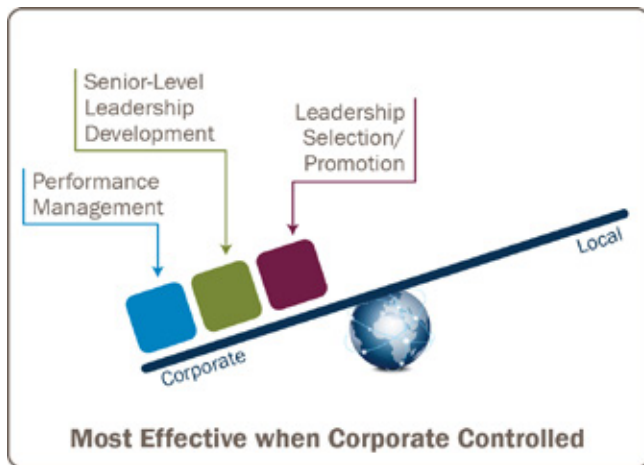 Senior-Level
Leadership
Development
Leadership
Selection/
Promotion
Performance
Management
Local
Corporate
Most Effective when Corporate Controlled